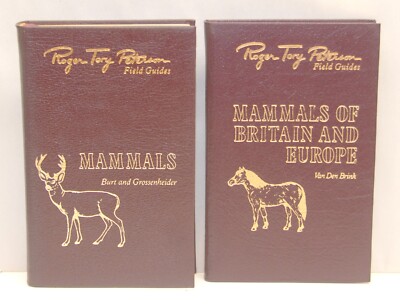 Roger Tory Peterson
Field Guides
MAMMALS
Burt and Grossenheider
Roger Tory Peterson
Field Guides
MAMMALS OF
BRITAIN AND
EUROPE
Van Den Brink